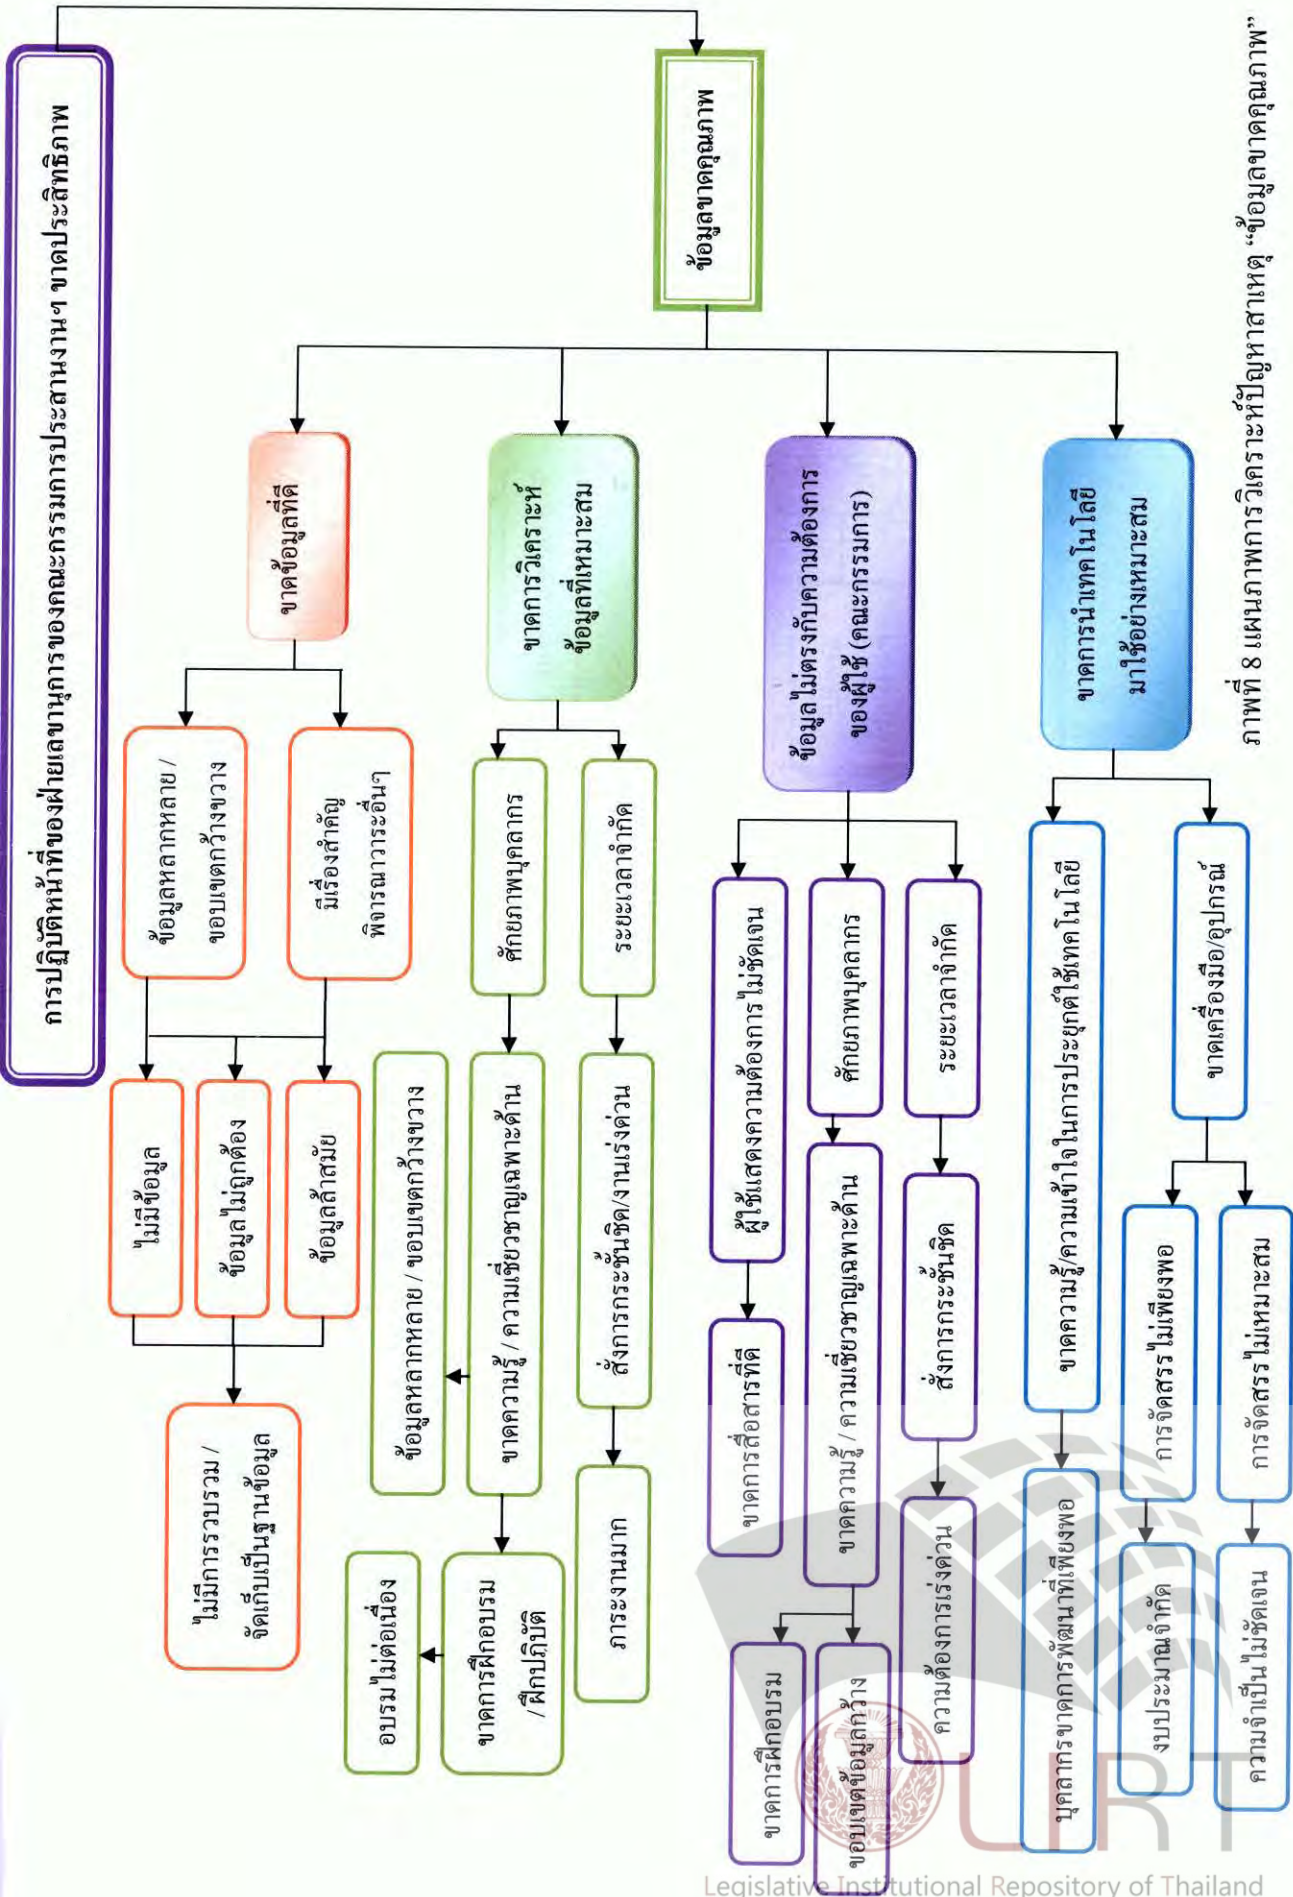 การปฏิบัติหน้าที่ของฝ่ายเลขานุการของคณะกรรมการประสานงานฯ ขาดประสิทธิภาพ
ข้อมูลขาดคุณภาพ
ขาดข้อมูลที่ดี
ข้อมูลหลากหลาย /
ขอบเขตกว้างขวาง
มีเรื่องสำคัญ
พิจารณาวาระอื่นๆ
ไม่มีข้อมูล
ข้อมูลไม่ถูกต้อง
ข้อมูลล้าสมัย
ไม่มีการรวบรวม /
จัดเก็บเป็นฐานข้อมูล
ขาดการวิเคราะห์
ข้อมูลที่เหมาะสม
ศักยภาพบุคลากร
ระยะเวลาจำกัด
ข้อมูลหลากหลาย / ขอบเขตกว้างขวาง
ขาดความรู้ / ความเชี่ยวชาญเฉพาะด้าน
สั่งการกระชั้นชิด/งานเร่งด่วน
อบรมไม่ต่อเนื่อง
ขาดการฝึกอบรม
/ ฝึกปฏิบัติ
ภาระงานมาก
ข้อมูลไม่ตรงกับความต้องการ
ของผู้ใช้ (คณะกรรมการ)
ผู้ใช้แสดงความต้องการไม่ชัดเจน
ศักยภาพบุคลากร
ระยะเวลาจำกัด
ขาดการสื่อสารที่ดี
ขาดความรู้ / ความเชี่ยวชาญเฉพาะด้าน
สั่งการกระชั้นชิด
ขาดการฝึกอบรม
ขอบเขตข้อมูลกว้าง
ความต้องการเร่งด่วน
ขาดการนำเทคโนโลยี
มาใช้อย่างเหมาะสม
ขาดความรู้/ความเข้าใจในการประยุกต์ใช้เทคโนโลยี
ขาดเครื่องมือ/อุปกรณ์
บุคลากรขาดการพัฒนาที่เพียงพอ
การจัดสรรไม่เพียงพอ
การจัดสรรไม่เหมาะสม
งบประมาณจำกัด
ความจำเป็นไม่ชัดเจน
ภาพที่ 8 แผนภาพการวิเคราะห์ปัญหาสาเหตุ “ข้อมูลขาดคุณภาพ”
LIRT
Legislative Institutional Repository of Thailand